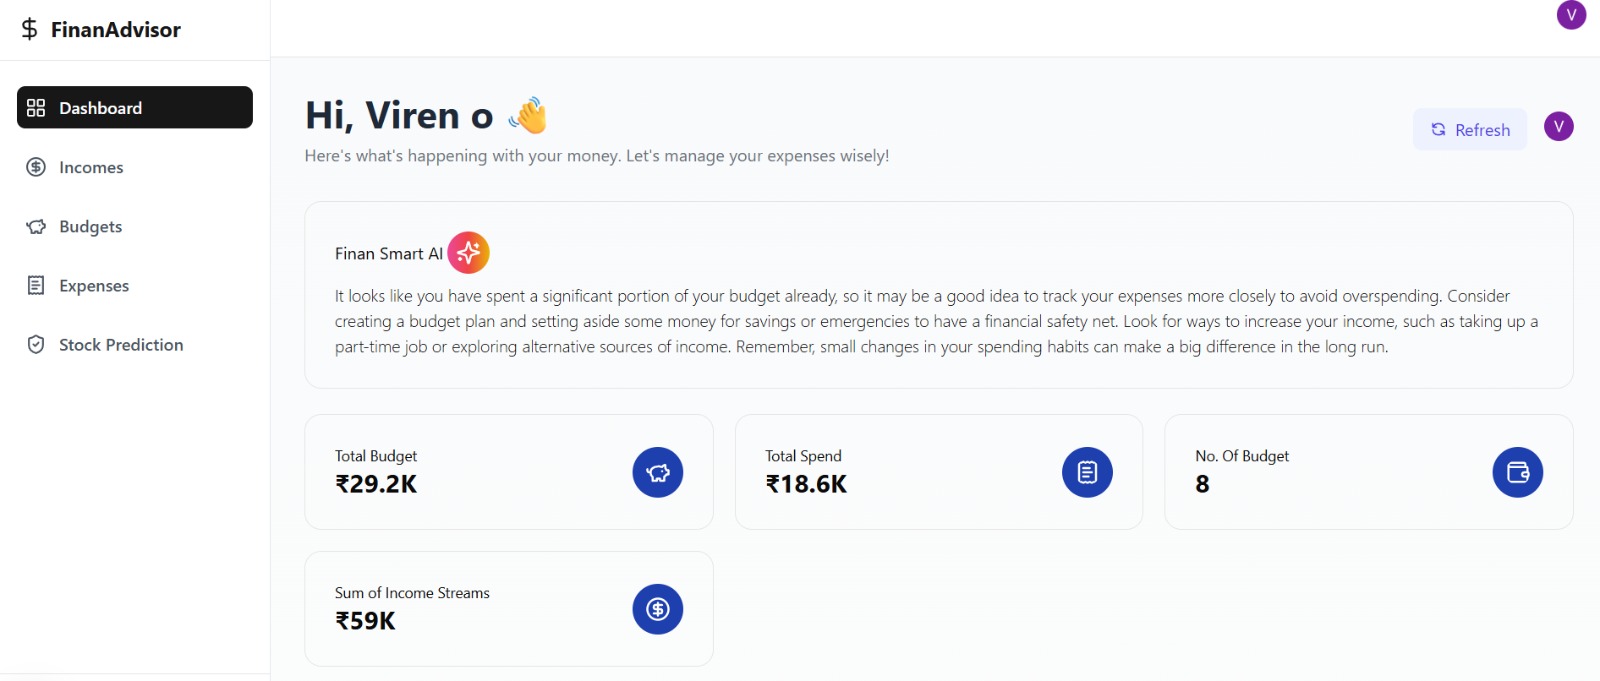 FinanAdvisor
V
Dashboard
Incomes
Budgets
Expenses
Stock Prediction
Hi, Viren o 👋
Here's what's happening with your money. Let's manage your expenses wisely!
Refresh
V
Finan Smart AI
It looks like you have spent a significant portion of your budget already, so it may be a good idea to track your expenses more closely to avoid overspending. Consider
creating a budget plan and setting aside some money for savings or emergencies to have a financial safety net. Look for ways to increase your income, such as taking up a
part-time job or exploring alternative sources of income. Remember, small changes in your spending habits can make a big difference in the long run.
Total Budget
₹29.2K
Total Spend
₹18.6K
No. Of Budget
8
Sum of Income Streams
₹59K